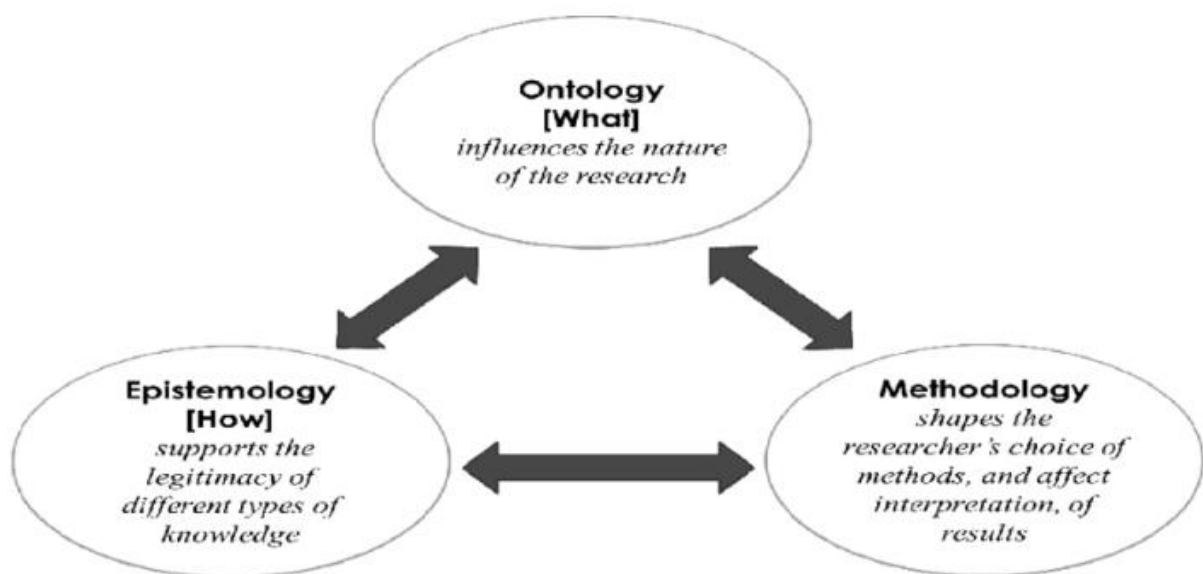 Ontology
[What]
influences the nature
of the research
Epistemology
[How]
supports the
legitimacy of
different types of
knowledge
Methodology
shapes the
researcher's choice of
methods, and affect
interpretation, of
results